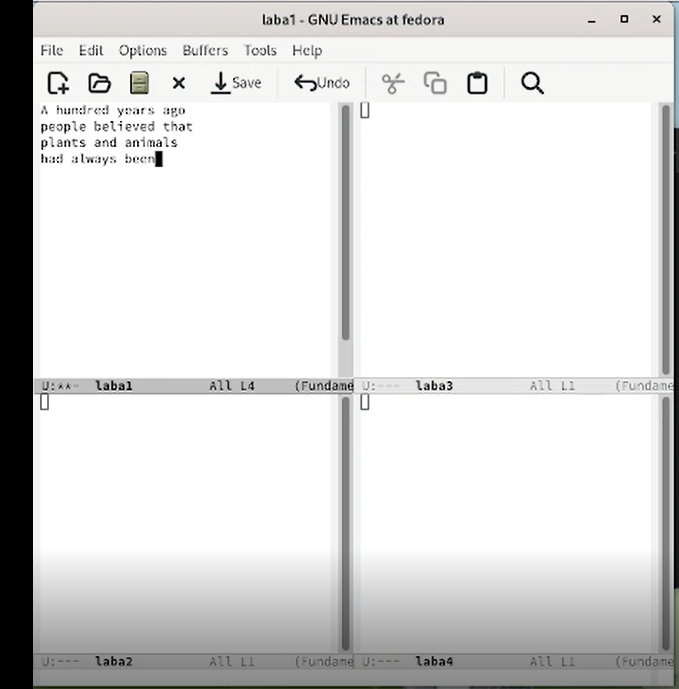 laba1 - GNU Emacs at fedora
File Edit Options Buffers Tools Help
Save Undo
A hundred years ago
people believed that
plants and animals
had always been
U:**- laba1 All L4 (Fundame
U:--- laba3 All L1 (Fundame
U:--- laba2 All L1 (Fundame
U:--- laba4 All L1 (Fundame